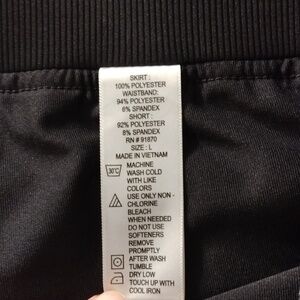 SKIRT :
100% POLYESTER
WAISTBAND:
94% POLYESTER
6% SPANDEX
SHORT :
92% POLYESTER
8% SPANDEX
RN # 91870
SIZE : L
MADE IN VIETNAM
MACHINE
30°C WASH COLD
WITH LIKE
COLORS
USE ONLY NON -
CHLORINE
BLEACH
WHEN NEEDED
DO NOT USE
SOFTENERS
REMOVE
PROMPTLY
AFTER WASH
TUMBLE
DRY LOW
TOUCH UP WITH
COOL IRON